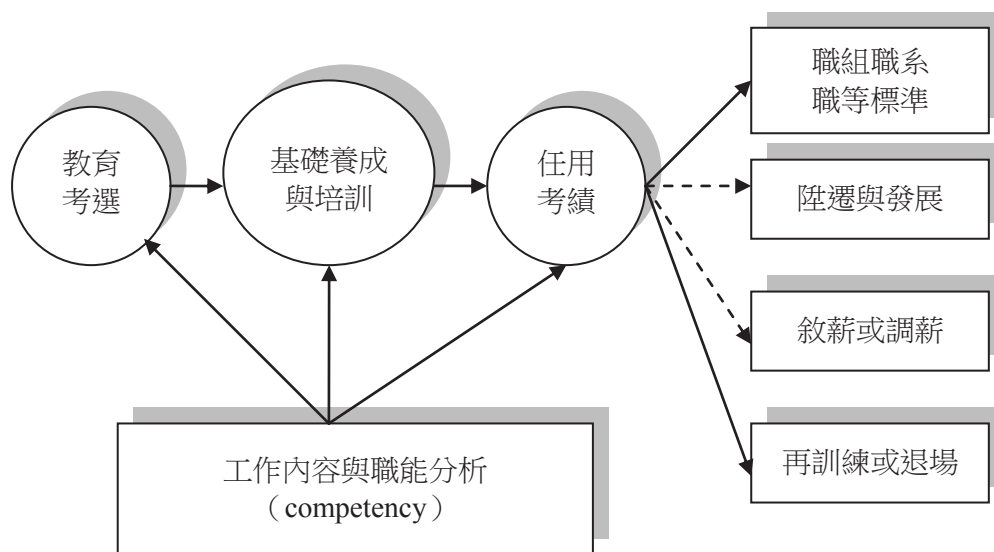 教育
考選
基礎養成
與培訓
任用
考績
職組職系
職等標準
陞遷與發展
敘薪或調薪
再訓練或退場
工作內容與職能分析
（competency）